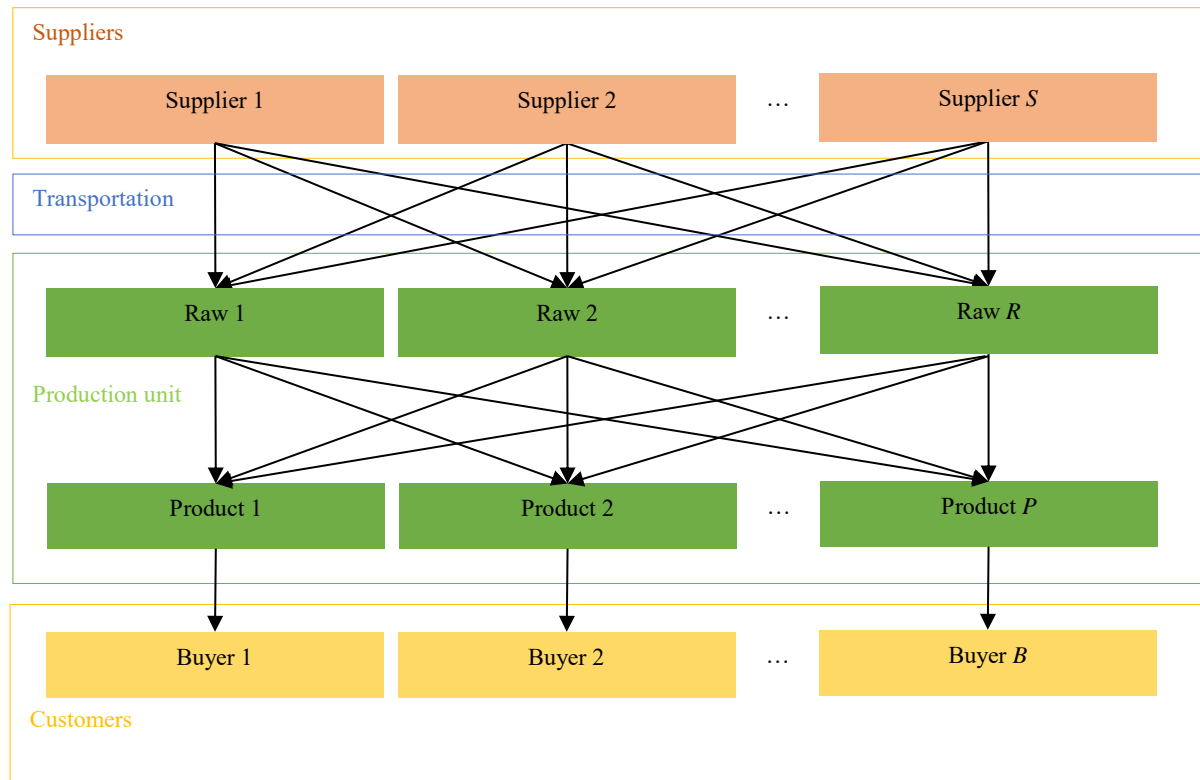 Suppliers
Supplier 1
Supplier 2
…
Supplier S
Transportation
Raw 1
Raw 2
…
Raw R
Production unit
Product 1
Product 2
…
Product P
Buyer 1
Buyer 2
…
Buyer B
Customers